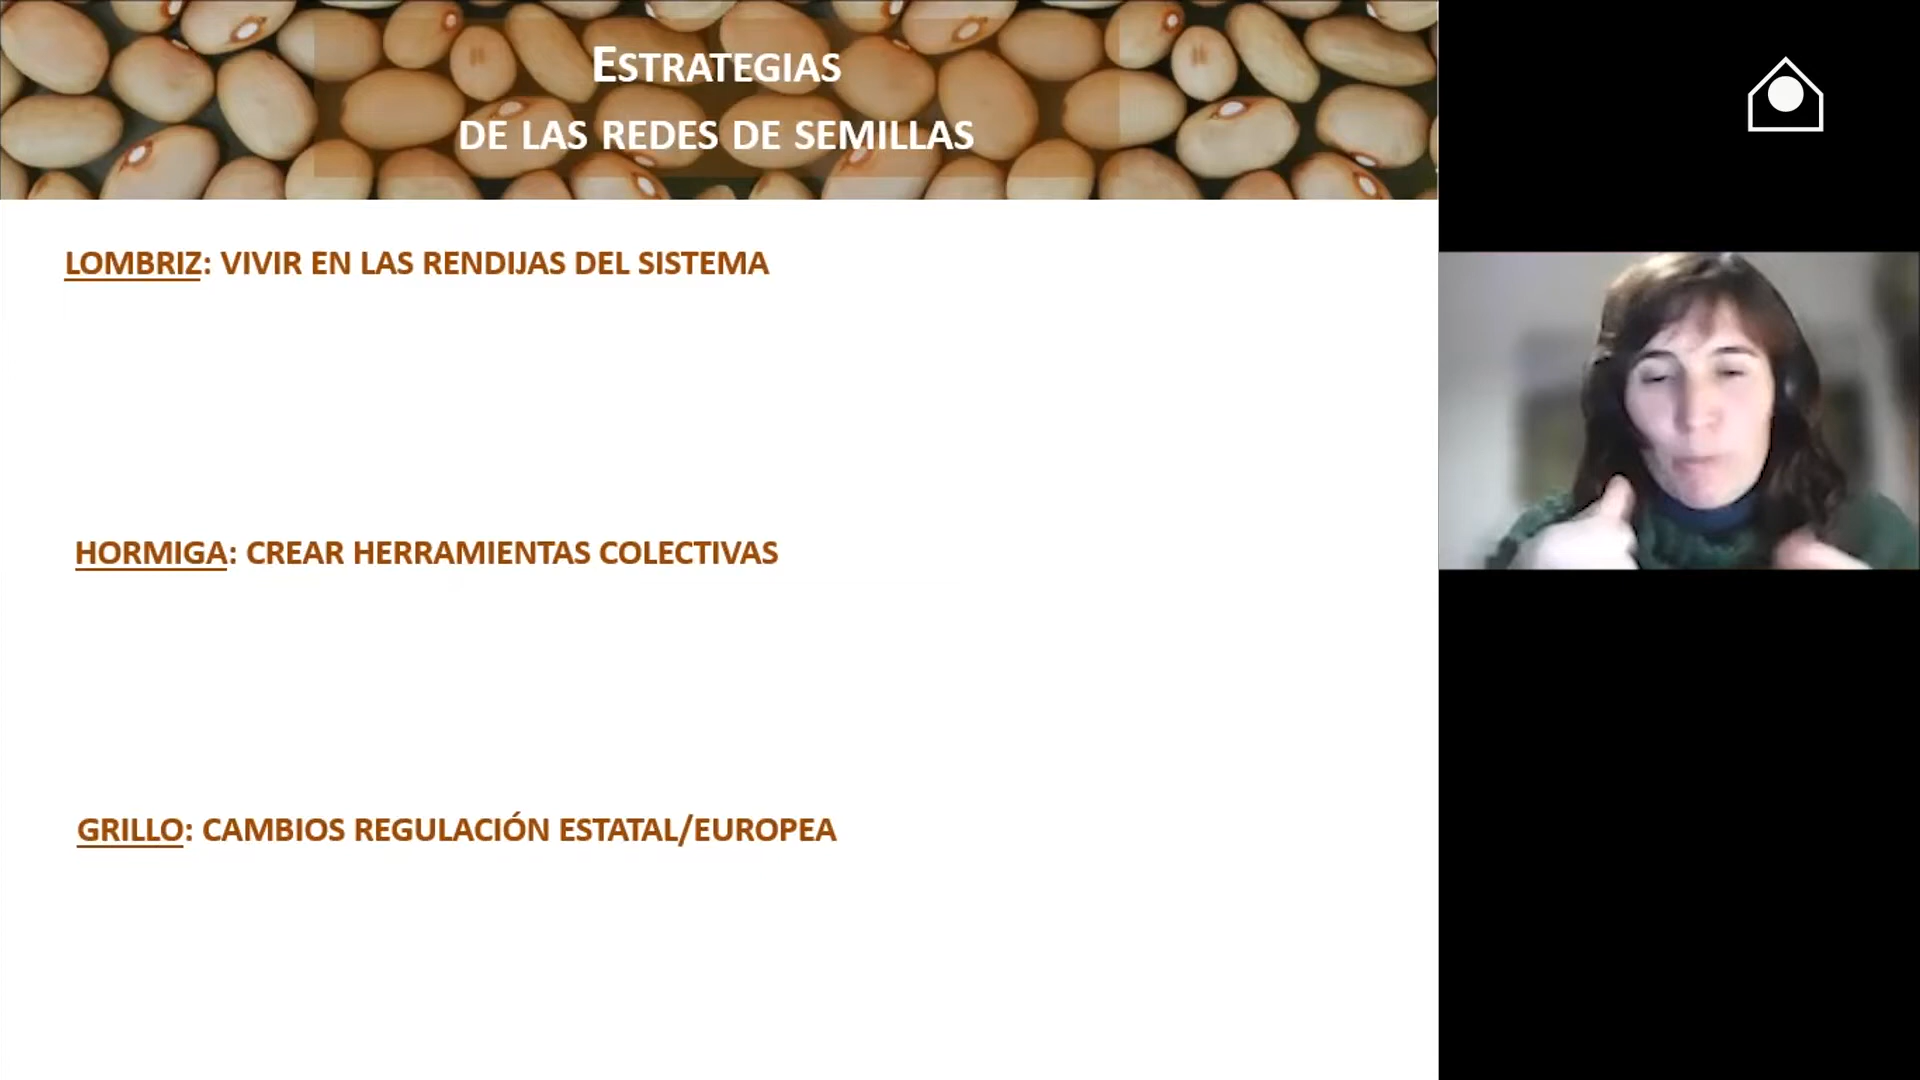 ESTRATEGIAS
DE LAS REDES DE SEMILLAS
LOMBRIZ: VIVIR EN LAS RENDIJAS DEL SISTEMA
HORMIGA: CREAR HERRAMIENTAS COLECTIVAS
GRILLO: CAMBIOS REGULACIÓN ESTATAL/EUROPEA